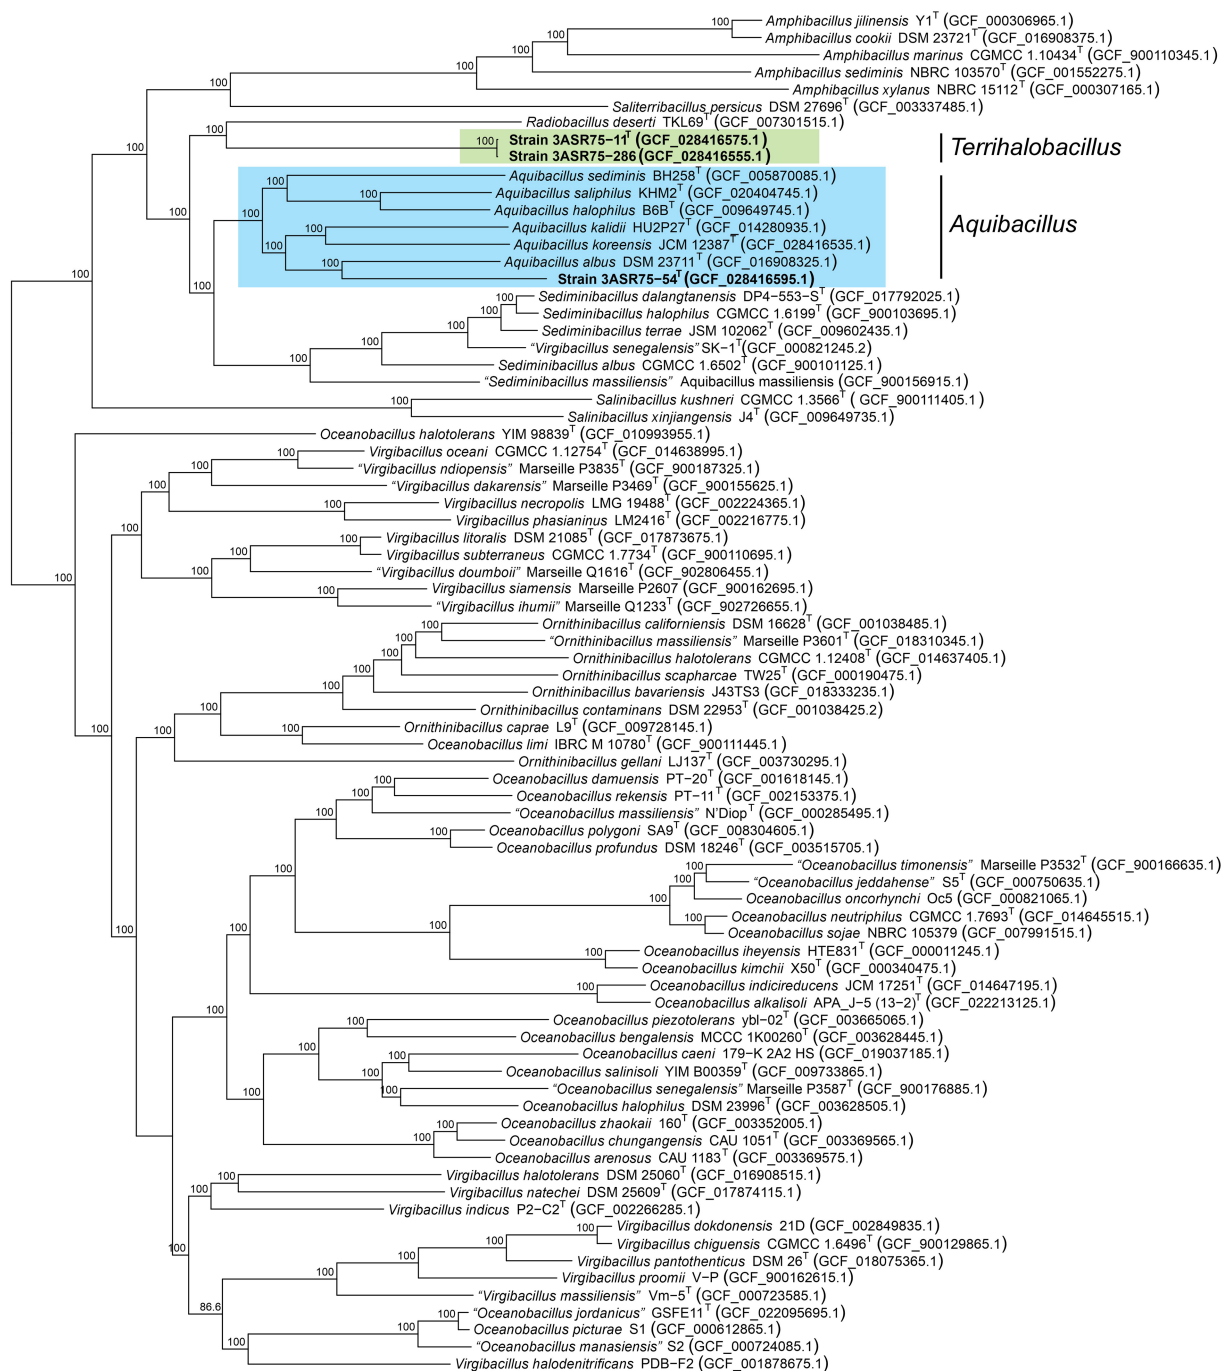 Amphibacillus jilinensis Y1T (GCF_000306965.1)
Amphibacillus cookii DSM 23721T (GCF_016908375.1)
Amphibacillus marinus CGMCC 1.10434T (GCF_900110345.1)
Amphibacillus sediminis NBRC 103570T (GCF_001552275.1)
Amphibacillus xylanus NBRC 15112T (GCF_000307165.1)
Saliterribacillus persicus DSM 27696T (GCF_003337485.1)
Radiobacillus deserti TKL69T (GCF_007301515.1)
Strain 3ASR75−11T (GCF_028416575.1)
Terrihalobacillus
Strain 3ASR75−286 (GCF_028416555.1)
Aquibacillus sediminis BH258T (GCF_005870085.1)
Aquibacillus saliphilus KHM2T (GCF_020404745.1)
Aquibacillus halophilus B6BT (GCF_009649745.1)
Aquibacillus
Aquibacillus kalidii HU2P27T (GCF_014280935.1)
Aquibacillus koreensis JCM 12387T (GCF_028416535.1)
Aquibacillus albus DSM 23711T (GCF_016908325.1)
Strain 3ASR75−54T (GCF_028416595.1)
Sediminibacillus dalangtanensis DP4−553−ST (GCF_017792025.1)
Sediminibacillus halophilus CGMCC 1.6199T (GCF_900103695.1)
Sediminibacillus terrae JSM 102062T (GCF_009602435.1)
“Virgibacillus senegalensis” SK−1T(GCF_000821245.2)
Sediminibacillus albus CGMCC 1.6502T (GCF_900101125.1)
“Sediminibacillus massiliensis” Aquibacillus massiliensis (GCF_900156915.1)
Salinibacillus kushneri CGMCC 1.3566T (GCF_900111405.1)
Salinibacillus xinjiangensis J4T (GCF_009649735.1)
Oceanobacillus halotolerans YIM 98839T (GCF_010993955.1)
Virgibacillus oceani CGMCC 1.12754T (GCF_014638995.1)
“Virgibacillus ndiopensis” Marseille P3835T (GCF_900187325.1)
“Virgibacillus dakarensis” Marseille P3469T (GCF_900155625.1)
Virgibacillus necropolis LMG 19488T (GCF_002224365.1)
Virgibacillus phasianinus LM2416T (GCF_002216775.1)
Virgibacillus litoralis DSM 21085T (GCF_017873675.1)
Virgibacillus subterraneus CGMCC 1.7734T (GCF_900110695.1)
“Virgibacillus doumboii” Marseille Q1616T (GCF_902806455.1)
Virgibacillus siamensis Marseille P2607 (GCF_900162695.1)
“Virgibacillus ihumii” Marseille Q1233T (GCF_902726655.1)
Ornithinibacillus californiensis DSM 16628T (GCF_001038485.1)
“Ornithinibacillus massiliensis” Marseille P3601T (GCF_018310345.1)
Ornithinibacillus halotolerans CGMCC 1.12408T (GCF_014637405.1)
Ornithinibacillus scapharcae TW25T (GCF_000190475.1)
Ornithinibacillus bavariensis J43TS3 (GCF_018333235.1)
Ornithinibacillus contaminans DSM 22953T (GCF_001038425.2)
Ornithinibacillus caprae L9T (GCF_009728145.1)
Oceanobacillus limi IBRC M 10780T (GCF_900111445.1)
Ornithinibacillus gellani LJ137T (GCF_003730295.1)
Oceanobacillus damuensis PT−20T (GCF_001618145.1)
Oceanobacillus rekensis PT−11T (GCF_002153375.1)
“Oceanobacillus massiliensis” N’DiopT (GCF_000285495.1)
Oceanobacillus polygoni SA9T (GCF_008304605.1)
Oceanobacillus profundus DSM 18246T (GCF_003515705.1)
“Oceanobacillus timonensis” Marseille P3532T (GCF_900166635.1)
“Oceanobacillus jeddahense” S5T (GCF_000750635.1)
Oceanobacillus oncorhynchi Oc5 (GCF_000821065.1)
Oceanobacillus neutriphilus CGMCC 1.7693T (GCF_014645515.1)
Oceanobacillus sojae NBRC 105379 (GCF_007991515.1)
Oceanobacillus iheyensis HTE831T (GCF_000011245.1)
Oceanobacillus kimchii X50T (GCF_000340475.1)
Oceanobacillus indicireducens JCM 17251T (GCF_014647195.1)
Oceanobacillus alkalisoli APA_J−5 (13−2)T (GCF_022213125.1)
Oceanobacillus piezotolerans ybl−02T (GCF_003665065.1)
Oceanobacillus bengalensis MCCC 1K00260T (GCF_003628445.1)
Oceanobacillus caeni 179−K 2A2 HS (GCF_019037185.1)
Oceanobacillus salinisoli YIM B00359T (GCF_009733865.1)
“Oceanobacillus senegalensis” Marseille P3587T (GCF_900176885.1)
Oceanobacillus halophilus DSM 23996T (GCF_003628505.1)
Oceanobacillus zhaokaii 160T (GCF_003352005.1)
Oceanobacillus chungangensis CAU 1051T (GCF_003369565.1)
Oceanobacillus arenosus CAU 1183T (GCF_003369575.1)
Virgibacillus halotolerans DSM 25060T (GCF_016908515.1)
Virgibacillus natechei DSM 25609T (GCF_017874115.1)
Virgibacillus indicus P2−C2T (GCF_002266285.1)
Virgibacillus dokdonensis 21D (GCF_002849835.1)
Virgibacillus chiguensis CGMCC 1.6496T (GCF_900129865.1)
Virgibacillus pantothenticus DSM 26T (GCF_018075365.1)
Virgibacillus proomii V−P (GCF_900162615.1)
“Virgibacillus massiliensis” Vm−5T (GCF_000723585.1)
86.6
“Oceanobacillus jordanicus” GSFE11T (GCF_022095695.1)
Oceanobacillus picturae S1 (GCF_000612865.1)
“Oceanobacillus manasiensis” S2 (GCF_000724085.1)
Virgibacillus halodenitrificans PDB−F2 (GCF_001878675.1)